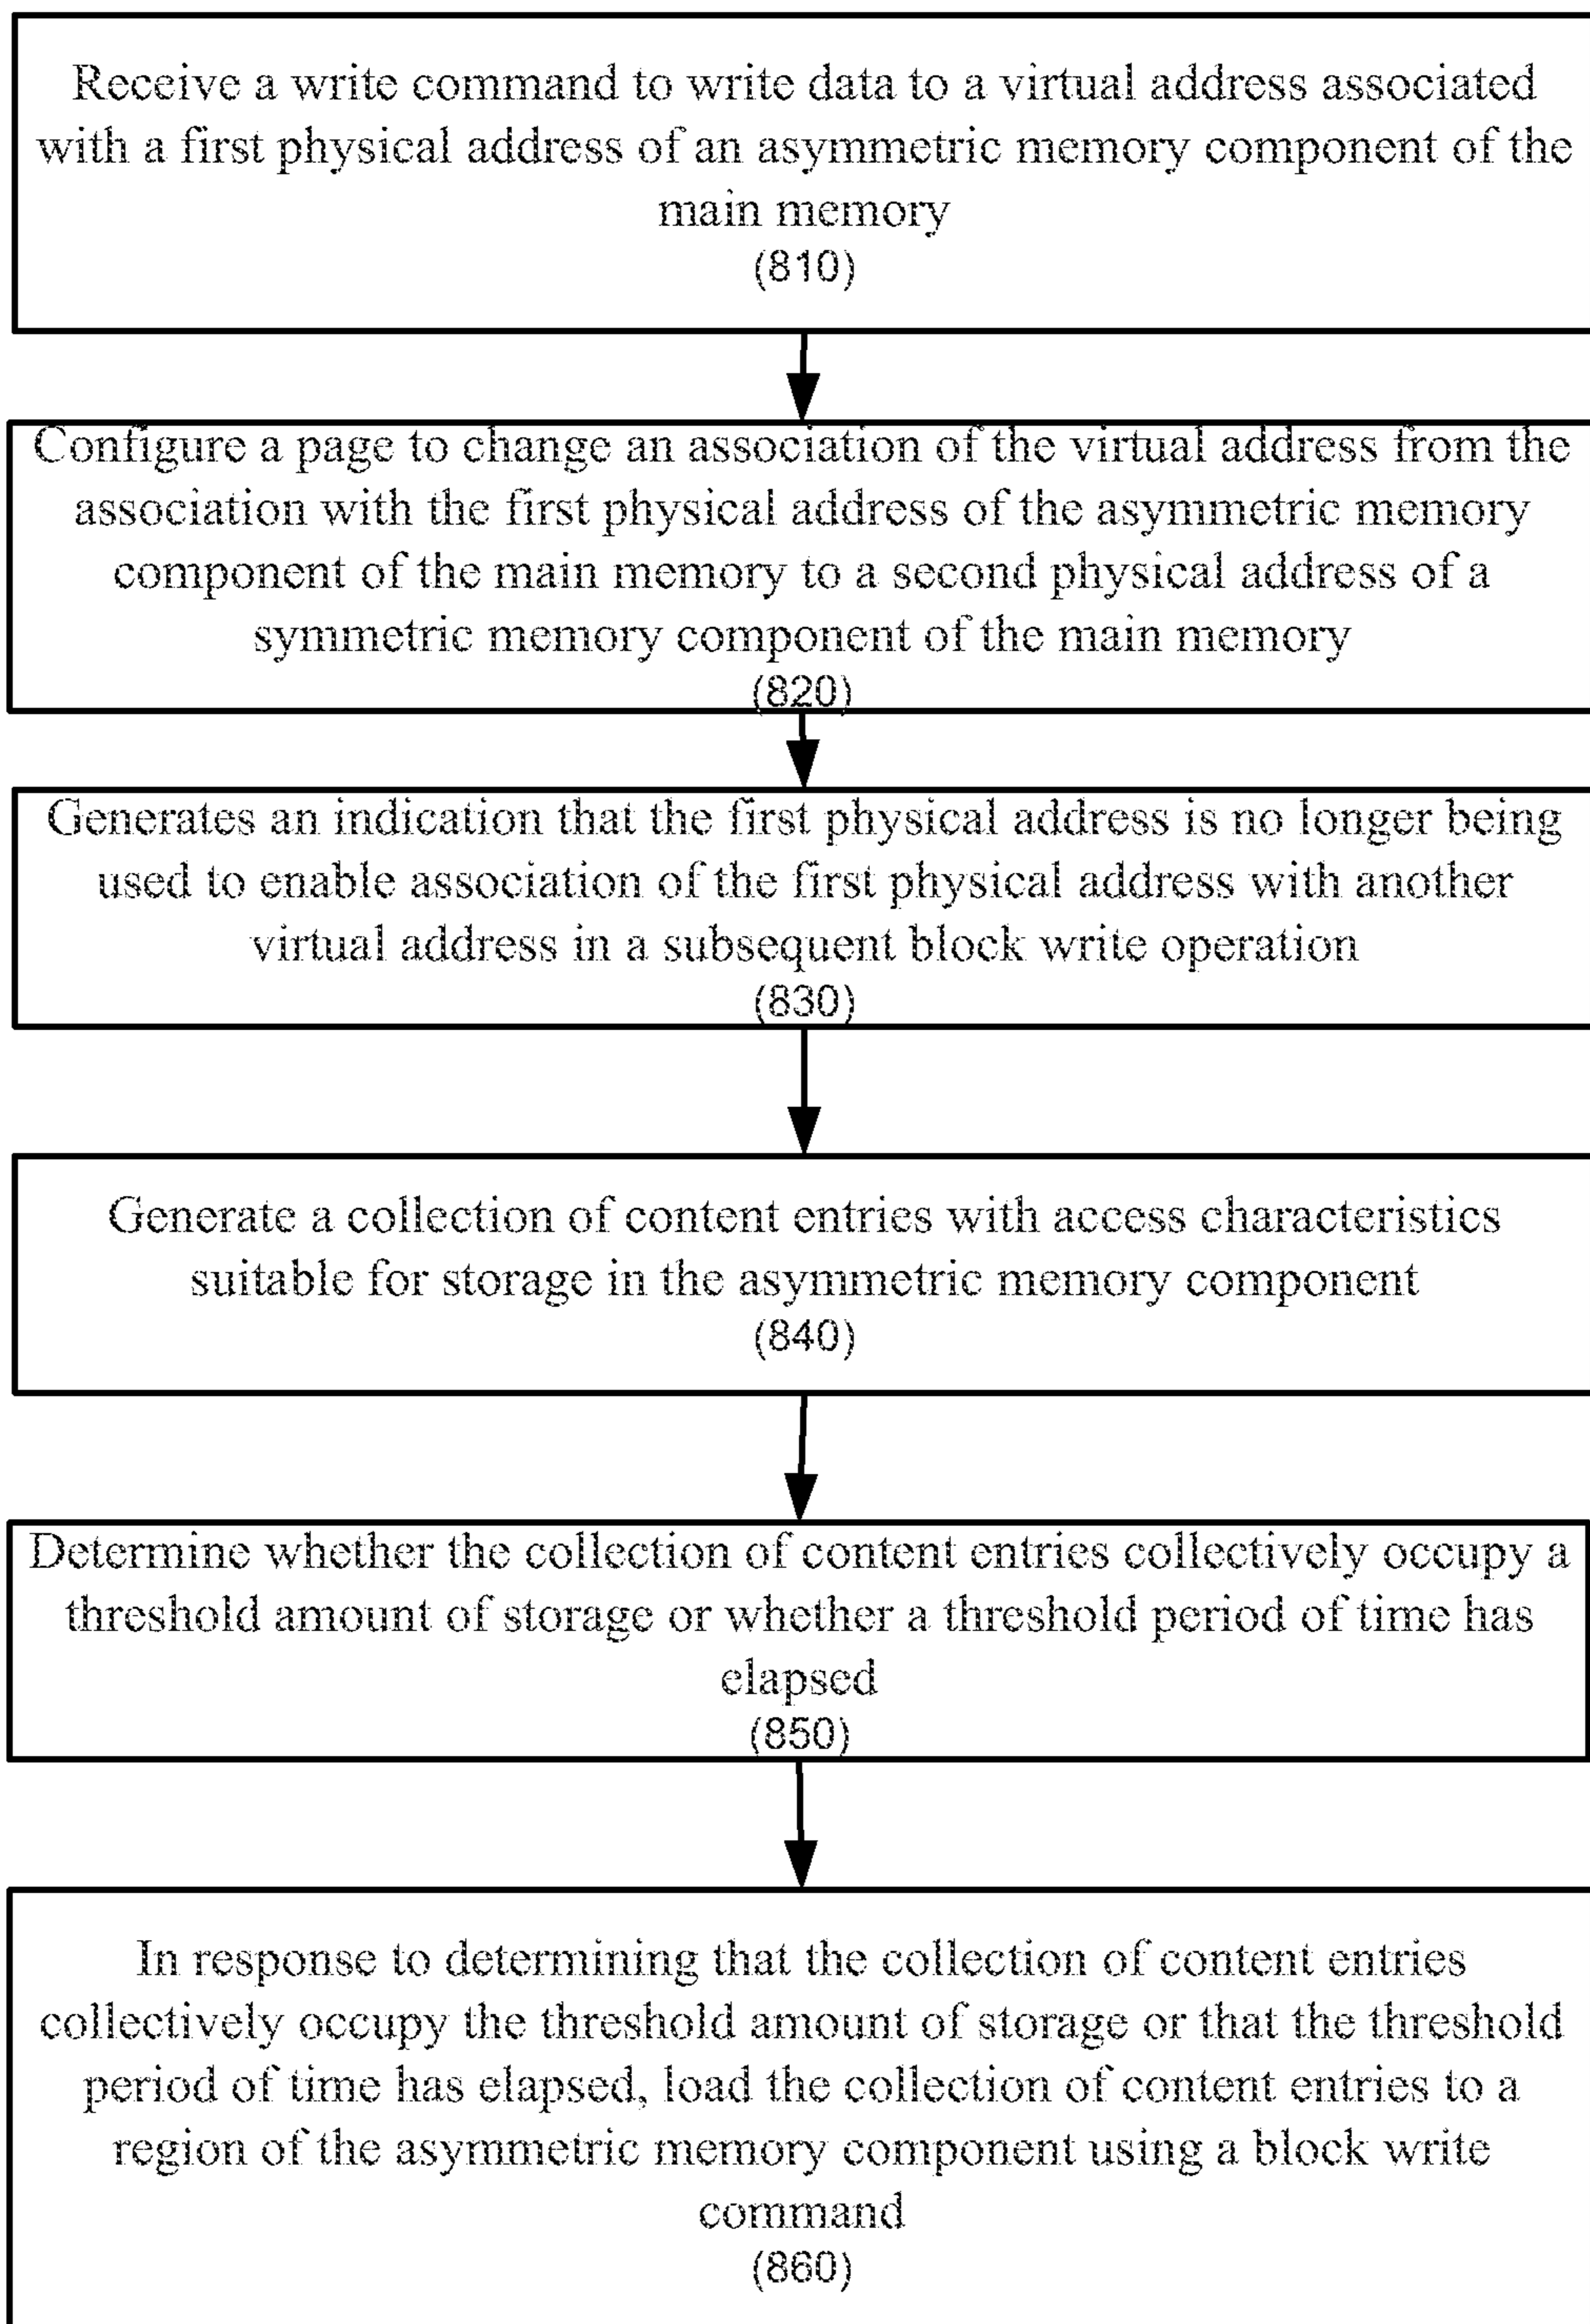 Receive a write command to write data to a virtual address associated
with a first physical address of an asymmetric memory component of the
main memory
(810)
Configure a page to change an association of the virtual address from the
association with the first physical address of the asymmetric memory
component of the main memory to a second physical address of a
symmetric memory component of the main memory
(820)
Generates an indication that the first physical address is no longer being
used to enable association of the first physical address with another
virtual address in a subsequent block write operation
(830)
Generate a collection of content entries with access characteristics
suitable for storage in the asymmetric memory component
(840)
Determine whether the collection of content entries collectively occupy a
threshold amount of storage or whether a threshold period of time has
elapsed
(850)
In response to determining that the collection of content entries
collectively occupy the threshold amount of storage or that the threshold
period of time has elapsed, load the collection of content entries to a
region of the asymmetric memory component using a block write
command
(860)